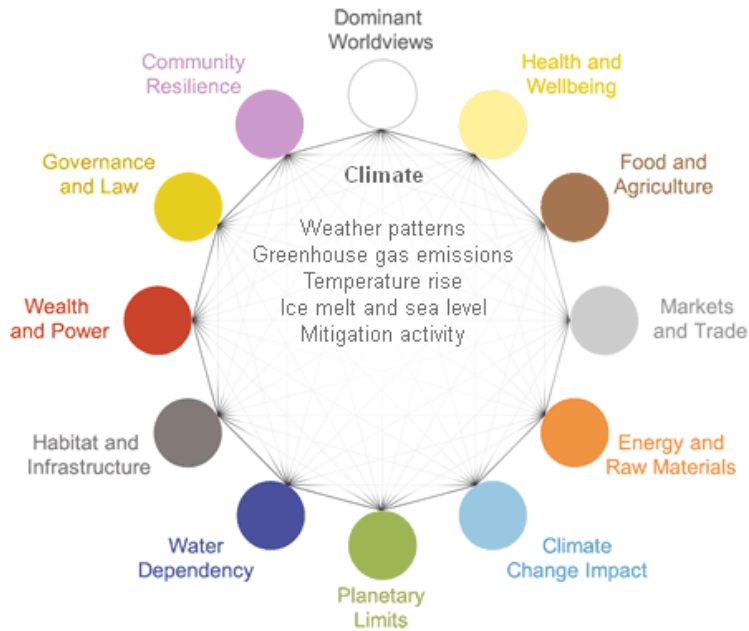 Dominant
Worldviews
Community
Resilience
Health and
Wellbeing
Governance
and Law
Climate
Food and
Agriculture
Weather patterns
Greenhouse gas emissions
Temperature rise
Ice melt and sea level
Mitigation activity
Wealth
and Power
Markets
and Trade
Habitat and
Infrastructure
Energy and
Raw Materials
Water
Dependency
Climate
Change Impact
Planetary
Limits